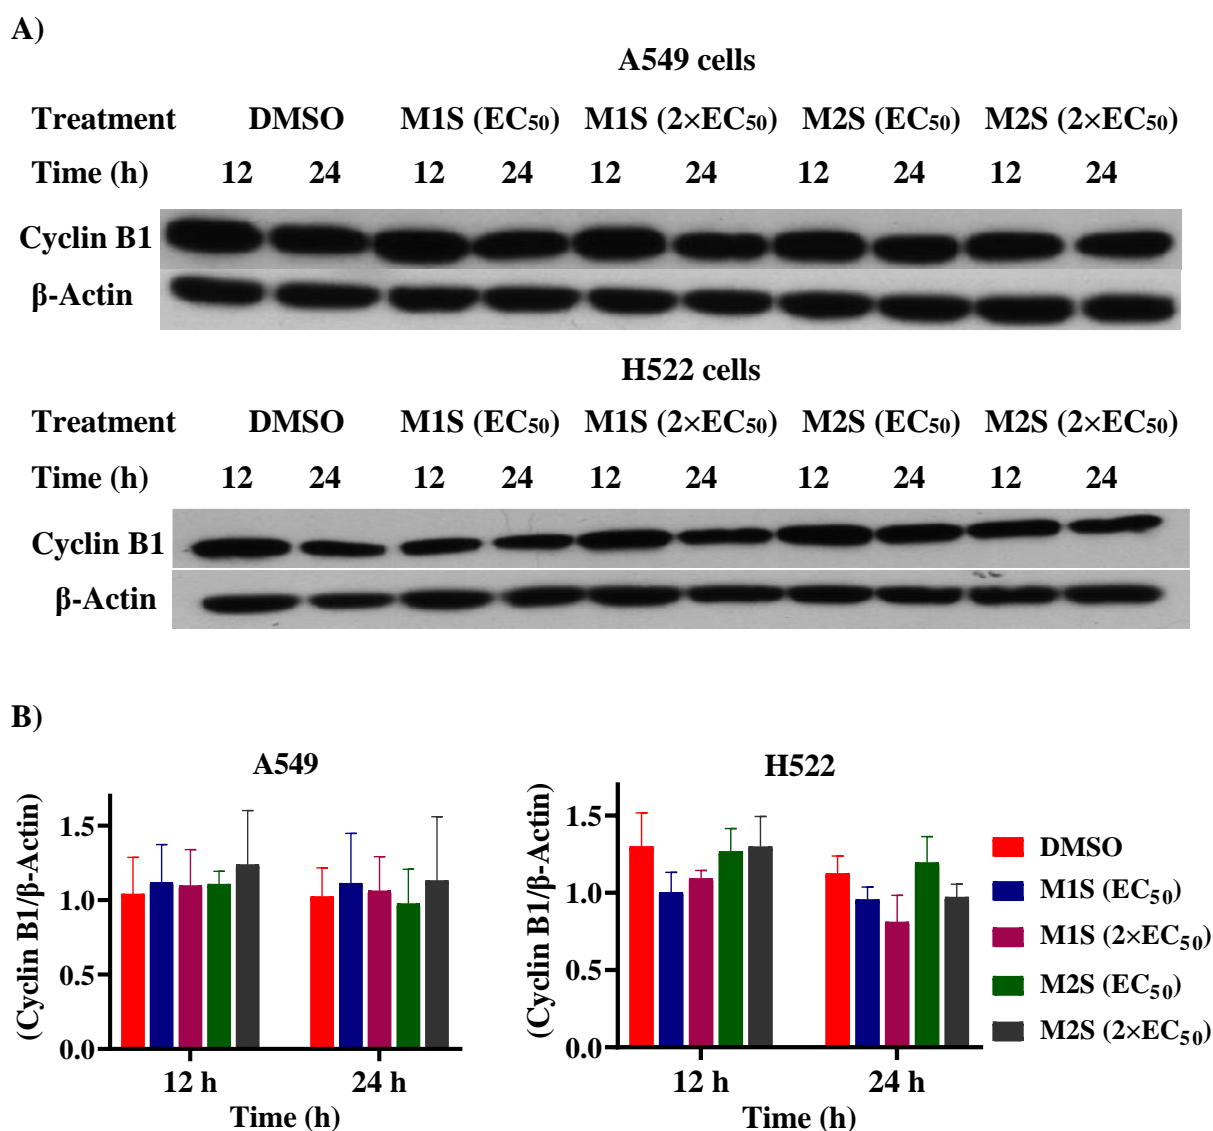 A)
A549 cells
Treatment DMSO M1S (EC₅₀) M1S (2×EC₅₀) M2S (EC₅₀) M2S (2×EC₅₀)
Time (h) 12 24 12 24 12 24 12 24 12 24
Cyclin B1
β-Actin
H522 cells
Treatment DMSO M1S (EC₅₀) M1S (2×EC₅₀) M2S (EC₅₀) M2S (2×EC₅₀)
Time (h) 12 24 12 24 12 24 12 24 12 24
Cyclin B1
β-Actin
B)
A549
(Cyclin B1/β-Actin)
1.5
1.0
0.5
0.0
12 h 24 h
Time (h)
H522
(Cyclin B1/β-Actin)
1.5
1.0
0.5
0.0
12 h 24 h
Time (h)
DMSO
M1S (EC₅₀)
M1S (2×EC₅₀)
M2S (EC₅₀)
M2S (2×EC₅₀)